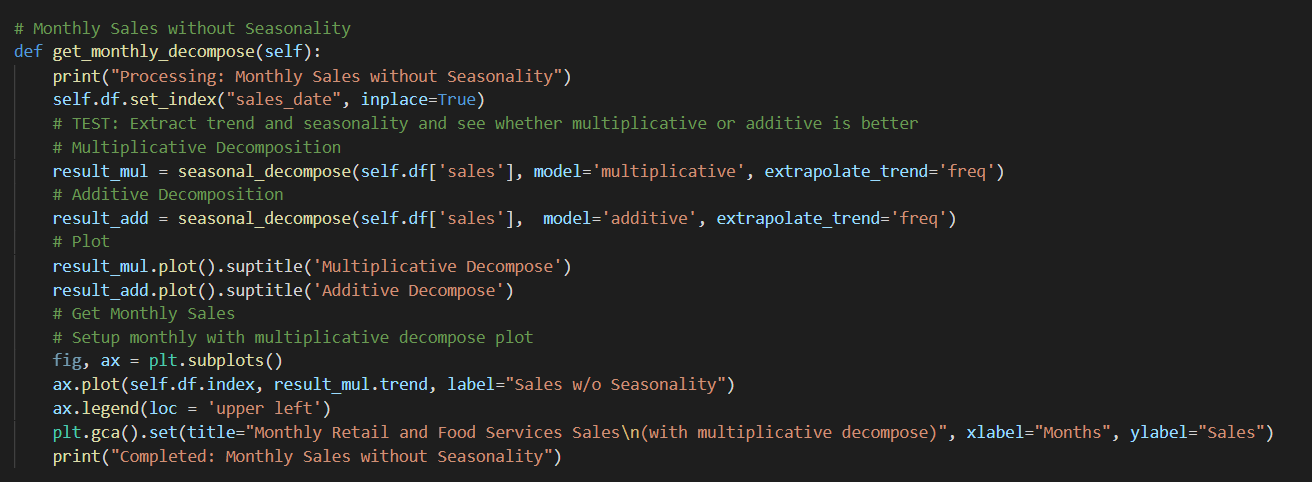 # Monthly Sales without Seasonality
def get_monthly_decompose(self):
    print("Processing: Monthly Sales without Seasonality")
    self.df.set_index("sales_date", inplace=True)
    # TEST: Extract trend and seasonality and see whether multiplicative or additive is better
    # Multiplicative Decomposition
    result_mul = seasonal_decompose(self.df['sales'], model='multiplicative', extrapolate_trend='freq')
    # Additive Decomposition
    result_add = seasonal_decompose(self.df['sales'],  model='additive', extrapolate_trend='freq')
    # Plot
    result_mul.plot().suptitle('Multiplicative Decompose')
    result_add.plot().suptitle('Additive Decompose')
    # Get Monthly Sales
    # Setup monthly with multiplicative decompose plot
    fig, ax = plt.subplots()
    ax.plot(self.df.index, result_mul.trend, label="Sales w/o Seasonality")
    ax.legend(loc = 'upper left')
    plt.gca().set(title="Monthly Retail and Food Services Sales\n(with multiplicative decompose)", xlabel="Months", ylabel="Sales")
    print("Completed: Monthly Sales without Seasonality")